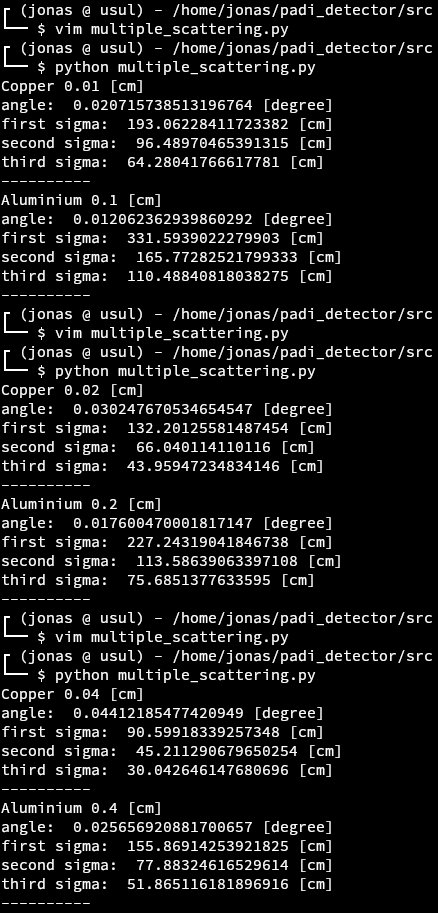 ┏ (jonas @ usul) - /home/jonas/padi_detector/src
┗━━ $ vim multiple_scattering.py
┏ (jonas @ usul) - /home/jonas/padi_detector/src
┗━━ $ python multiple_scattering.py
Copper 0.01 [cm]
angle:  0.020715738513196764 [degree]
first sigma:  193.06228411723382 [cm]
second sigma:  96.48970465391315 [cm]
third sigma:  64.28041766617781 [cm]
----------
Aluminium 0.1 [cm]
angle:  0.012062362939860292 [degree]
first sigma:  331.5939022279903 [cm]
second sigma:  165.77282521799333 [cm]
third sigma:  110.48840818038275 [cm]
----------
┏ (jonas @ usul) - /home/jonas/padi_detector/src
┗━━ $ vim multiple_scattering.py
┏ (jonas @ usul) - /home/jonas/padi_detector/src
┗━━ $ python multiple_scattering.py
Copper 0.02 [cm]
angle:  0.030247670534654547 [degree]
first sigma:  132.20125581487454 [cm]
second sigma:  66.040114110116 [cm]
third sigma:  43.95947234834146 [cm]
----------
Aluminium 0.2 [cm]
angle:  0.017600470001817147 [degree]
first sigma:  227.24319041846738 [cm]
second sigma:  113.58639063397108 [cm]
third sigma:  75.6851377633595 [cm]
----------
┏ (jonas @ usul) - /home/jonas/padi_detector/src
┗━━ $ vim multiple_scattering.py
┏ (jonas @ usul) - /home/jonas/padi_detector/src
┗━━ $ python multiple_scattering.py
Copper 0.04 [cm]
angle:  0.04412185477420949 [degree]
first sigma:  90.59918339257348 [cm]
second sigma:  45.211290679650254 [cm]
third sigma:  30.042646147680696 [cm]
----------
Aluminium 0.4 [cm]
angle:  0.025656920881700657 [degree]
first sigma:  155.86914253921825 [cm]
second sigma:  77.88324616529614 [cm]
third sigma:  51.865116181896916 [cm]
----------